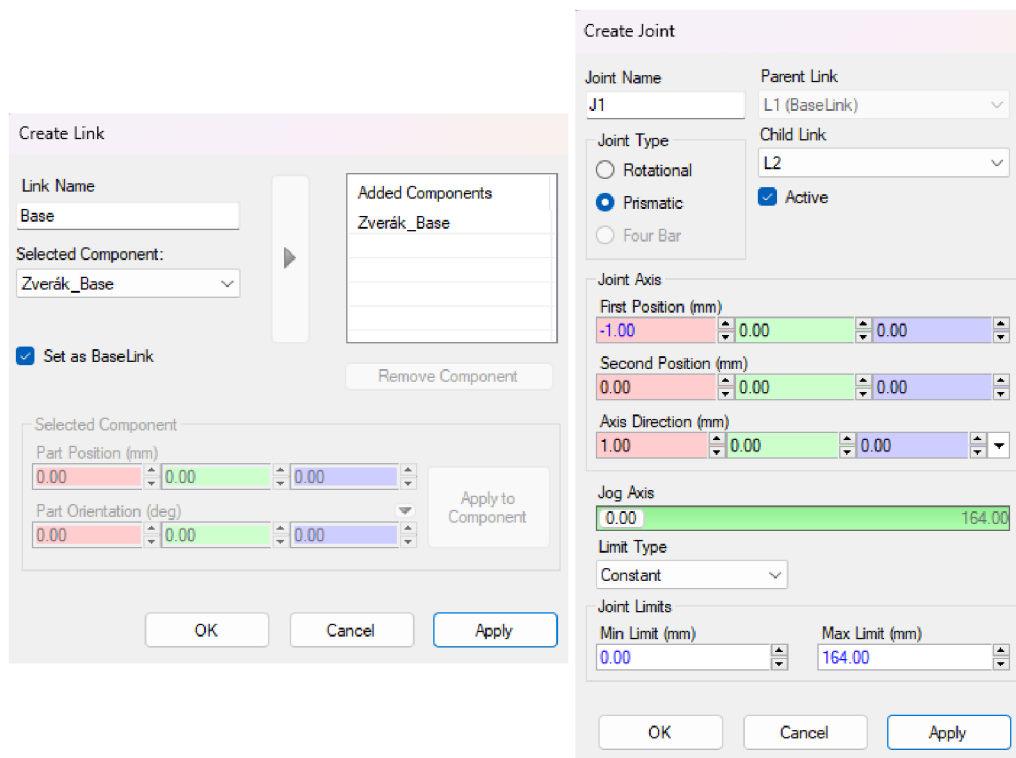 Create Link
Link Name
Base
Selected Component:
Zverák_Base
Set as BaseLink
Added Components
Zverák_Base
Remove Component
Selected Component
Part Position (mm)
0.00 0.00 0.00
Part Orientation (deg)
0.00 0.00 0.00
Apply to
Component
OK Cancel Apply
Create Joint
Joint Name
J1
Parent Link
L1 (BaseLink)
Joint Type
Rotational
Prismatic
Four Bar
Child Link
L2
Active
Joint Axis
First Position (mm)
-1.00 0.00 0.00
Second Position (mm)
0.00 0.00 0.00
Axis Direction (mm)
1.00 0.00 0.00
Jog Axis
0.00 164.00
Limit Type
Constant
Joint Limits
Min Limit (mm) Max Limit (mm)
0.00 164.00
OK Cancel Apply